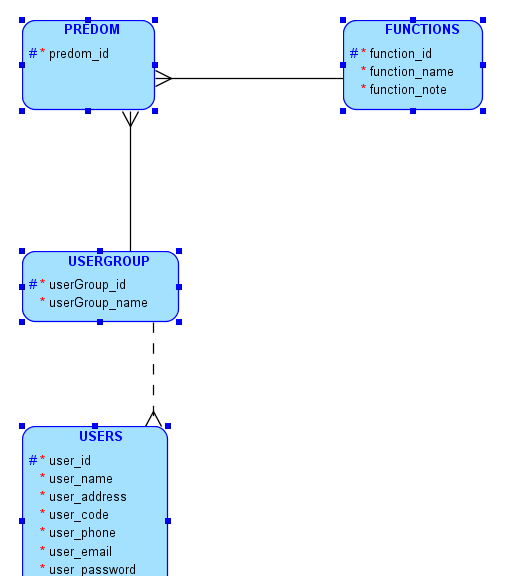 PREDOM
#* predom_id
FUNCTIONS
#* function_id
* function_name
* function_note
USERGROUP
#* userGroup_id
* userGroup_name
USERS
#* user_id
* user_name
* user_address
* user_code
* user_phone
* user_email
* user_password